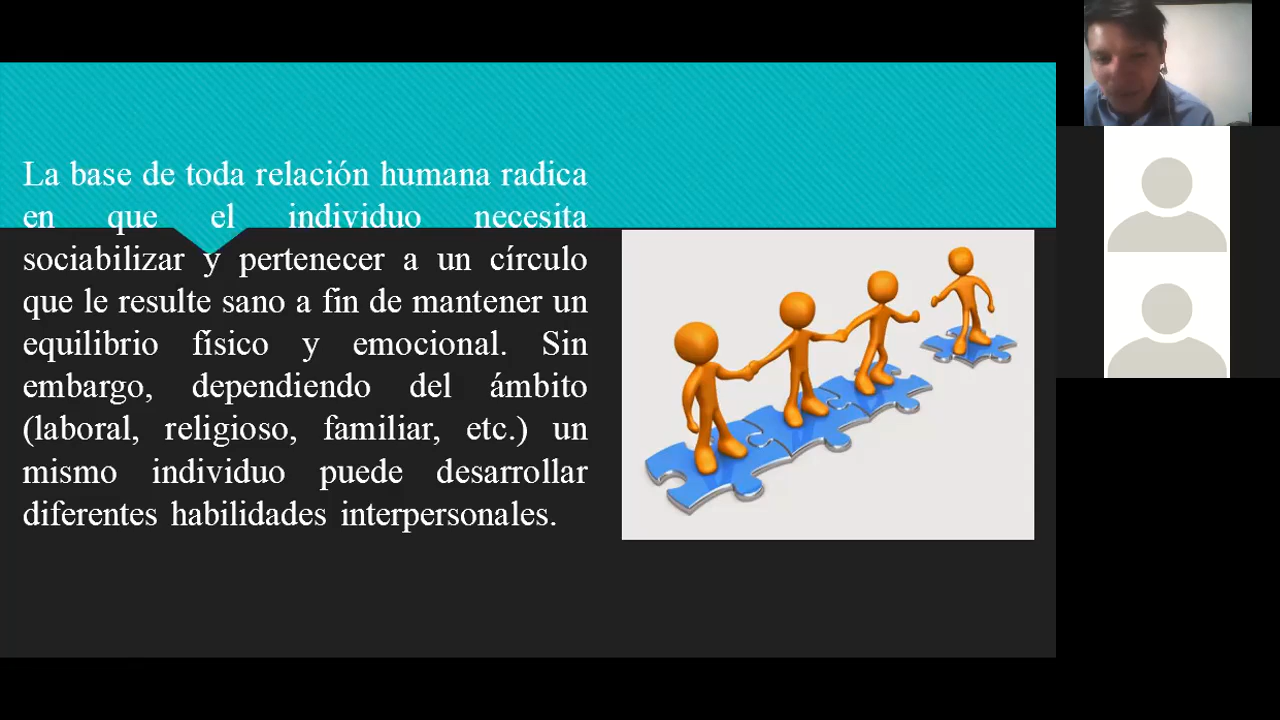 La base de toda relación humana radica
en que el individuo necesita
sociabilizar y pertenecer a un círculo
que le resulte sano a fin de mantener un
equilibrio físico y emocional. Sin
embargo, dependiendo del ámbito
(laboral, religioso, familiar, etc.) un
mismo individuo puede desarrollar
diferentes habilidades interpersonales.